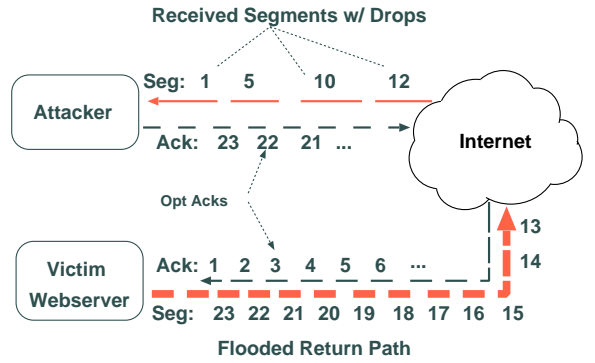 Received Segments w/ Drops
Seg: 1 5 10 12
Attacker
Internet
Ack: 23 22 21 ...
Opt Acks
13
Ack: 1 2 3 4 5 6 ...
14
Victim
Webserver
Seg: 23 22 21 20 19 18 17 16 15
Flooded Return Path